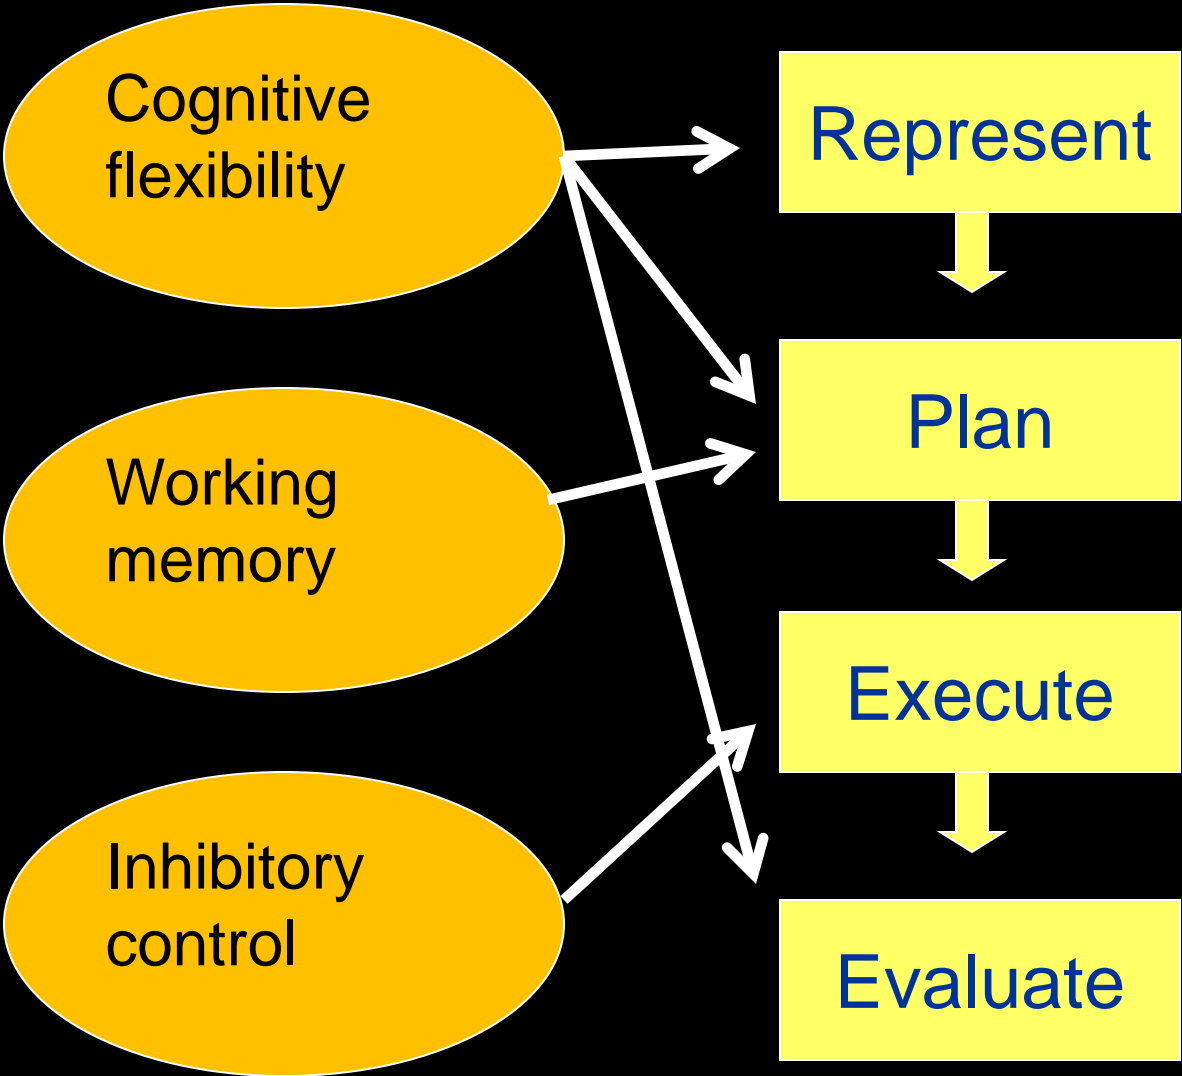 Cognitive
flexibility
Working
memory
Inhibitory
control
Represent
Plan
Execute
Evaluate